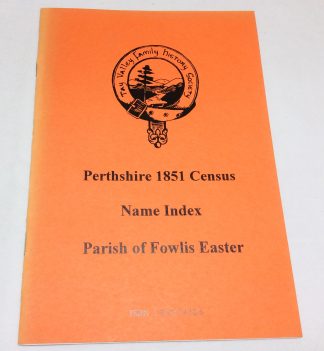 Tay Valley Family History Society
Perthshire 1851 Census
Name Index
Parish of Fowlis Easter